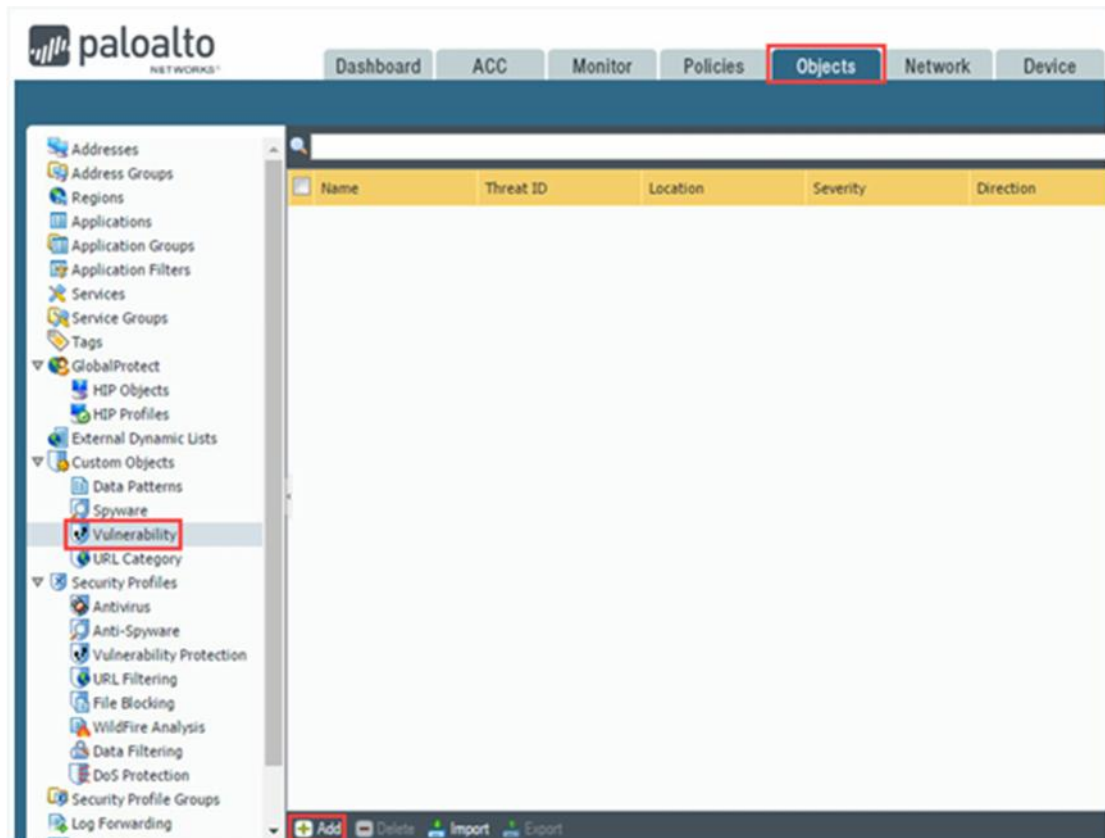 paloalto
NETWORKS
Dashboard ACC Monitor Policies Objects Network Device
Addresses
Address Groups
Regions
Applications
Application Groups
Application Filters
Services
Service Groups
Tags
GlobalProtect
HIP Objects
HIP Profiles
External Dynamic Lists
Custom Objects
Data Patterns
Spyware
Vulnerability
URL Category
Security Profiles
Antivirus
Anti-Spyware
Vulnerability Protection
URL Filtering
File Blocking
WildFire Analysis
Data Filtering
DoS Protection
Security Profile Groups
Log Forwarding
Name Threat ID Location Severity Direction
Add Delete Import Export